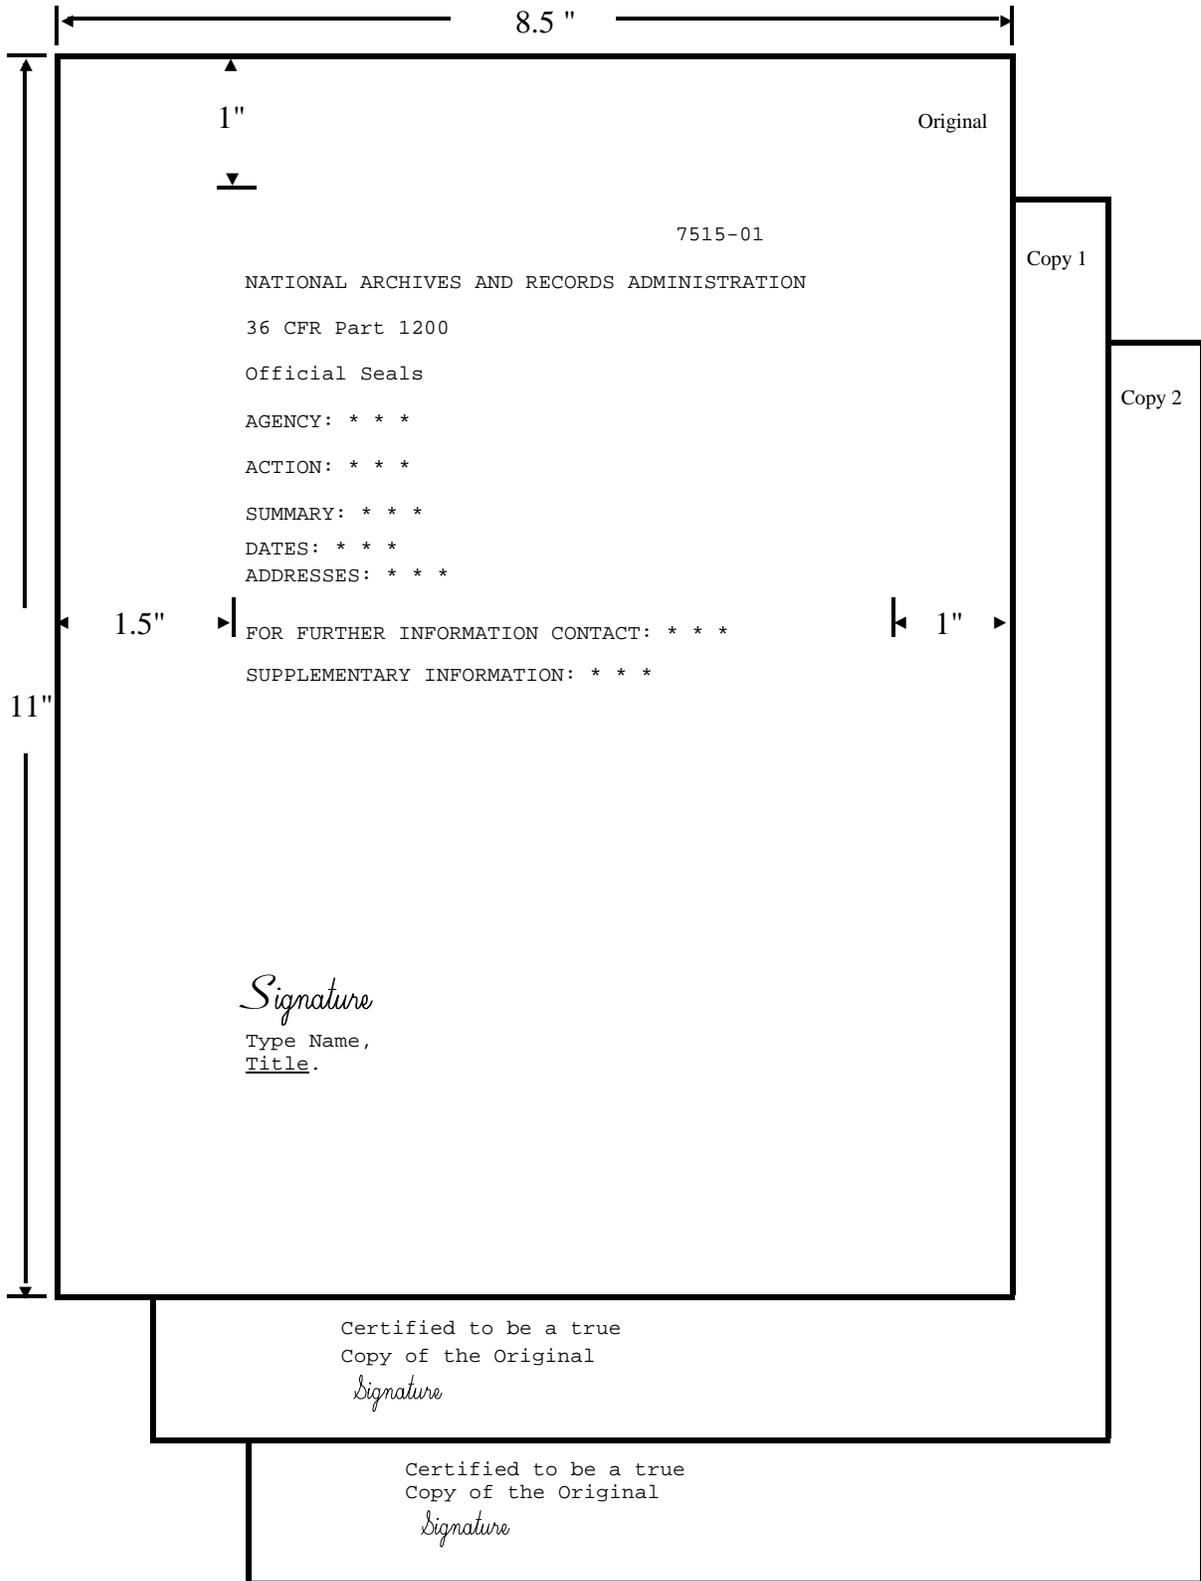 8.5 "
1"
Original
7515-01
Copy 1
NATIONAL ARCHIVES AND RECORDS ADMINISTRATION
36 CFR Part 1200
Official Seals
Copy 2
AGENCY: * * *
ACTION: * * *
SUMMARY: * * *
DATES: * * *
ADDRESSES: * * *
1.5"
FOR FURTHER INFORMATION CONTACT: * * *
1"
SUPPLEMENTARY INFORMATION: * * *
11"
Signature
Type Name,
Title.
Certified to be a true
Copy of the Original
Signature
Certified to be a true
Copy of the Original
Signature